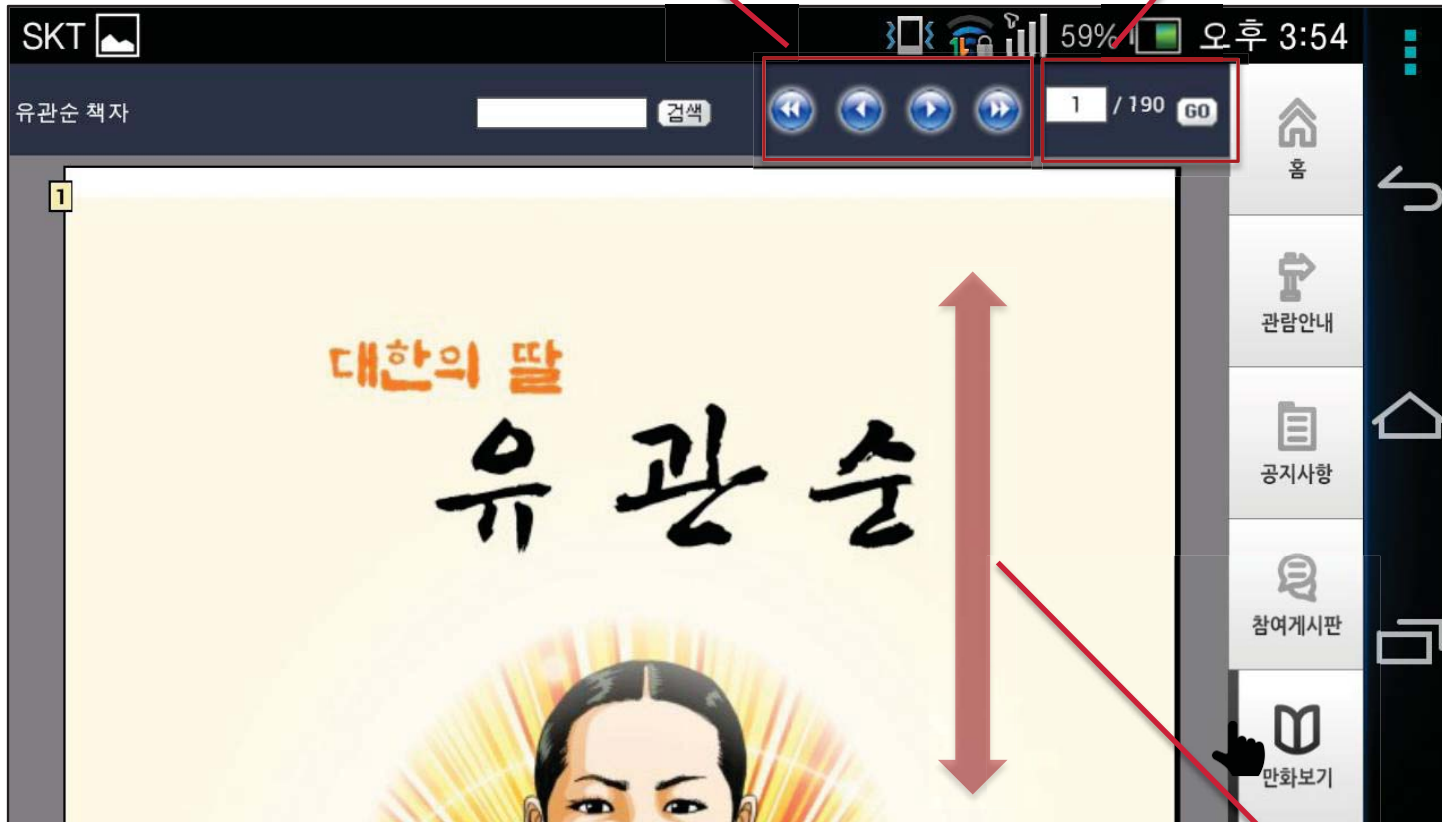 SKT 59% 오후 3:54
유관순 책자 검색 1 / 190 GO
홈
1
관람안내
대한의 딸
유관순
공지사항
참여게시판
만화보기